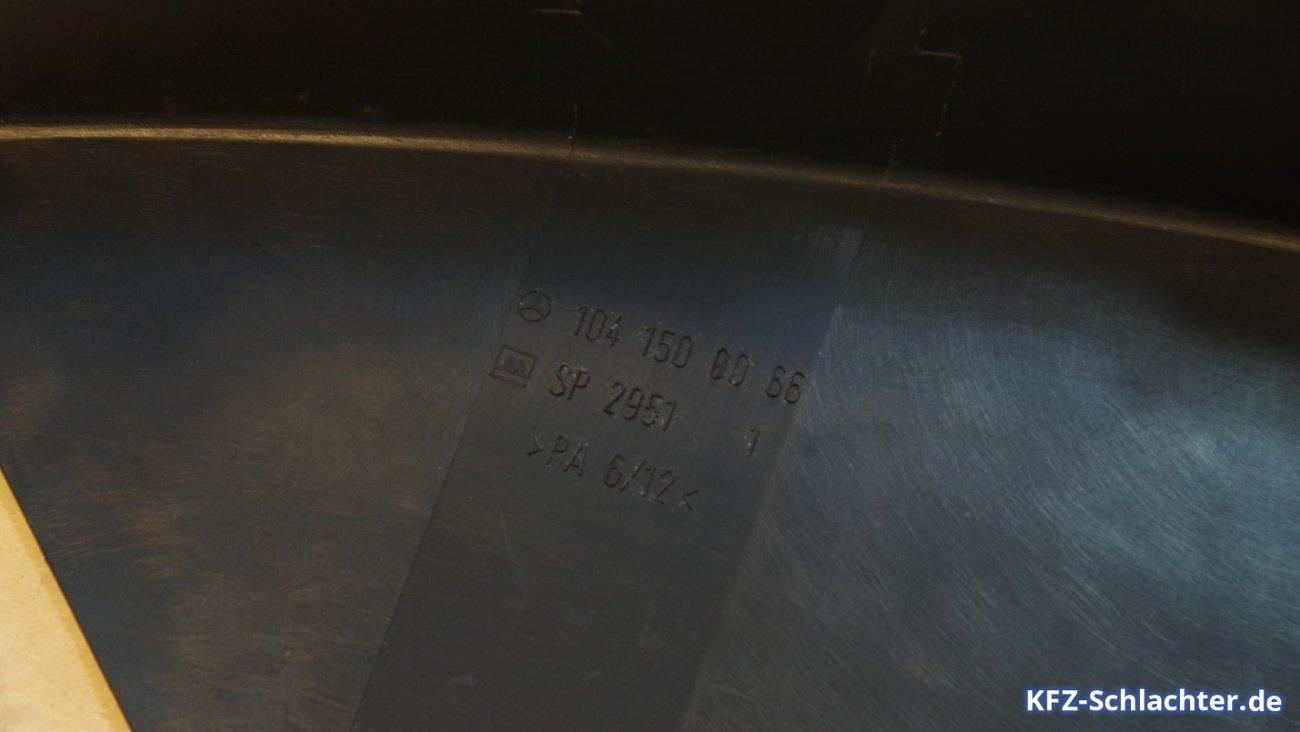 104 150 00 66
SP 2951 1
>PA 6/12<
KFZ-Schlachter.de